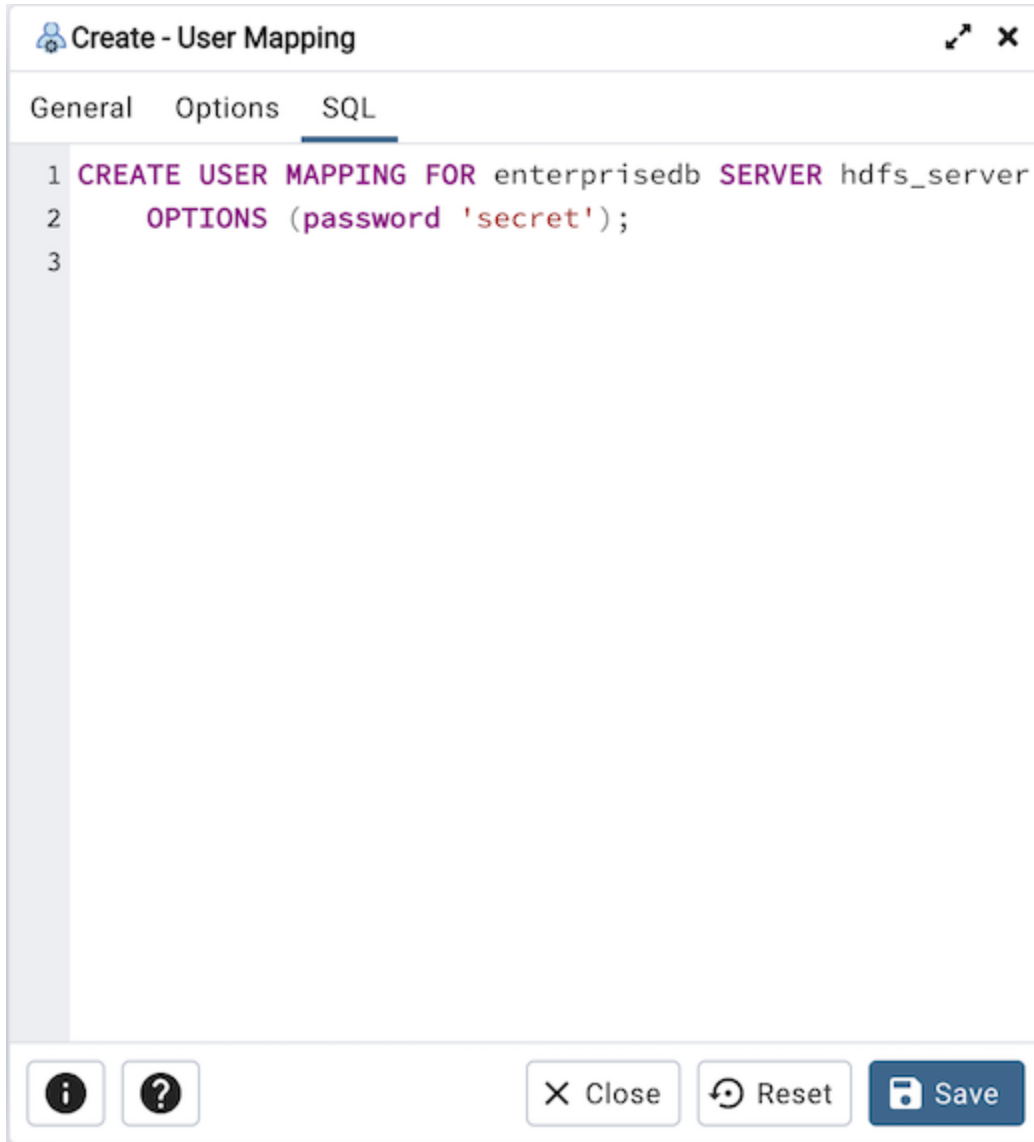 Create - User Mapping
General Options SQL
1 CREATE USER MAPPING FOR enterprisedb SERVER hdfs_server
2 OPTIONS (password 'secret');
3
Close Reset Save